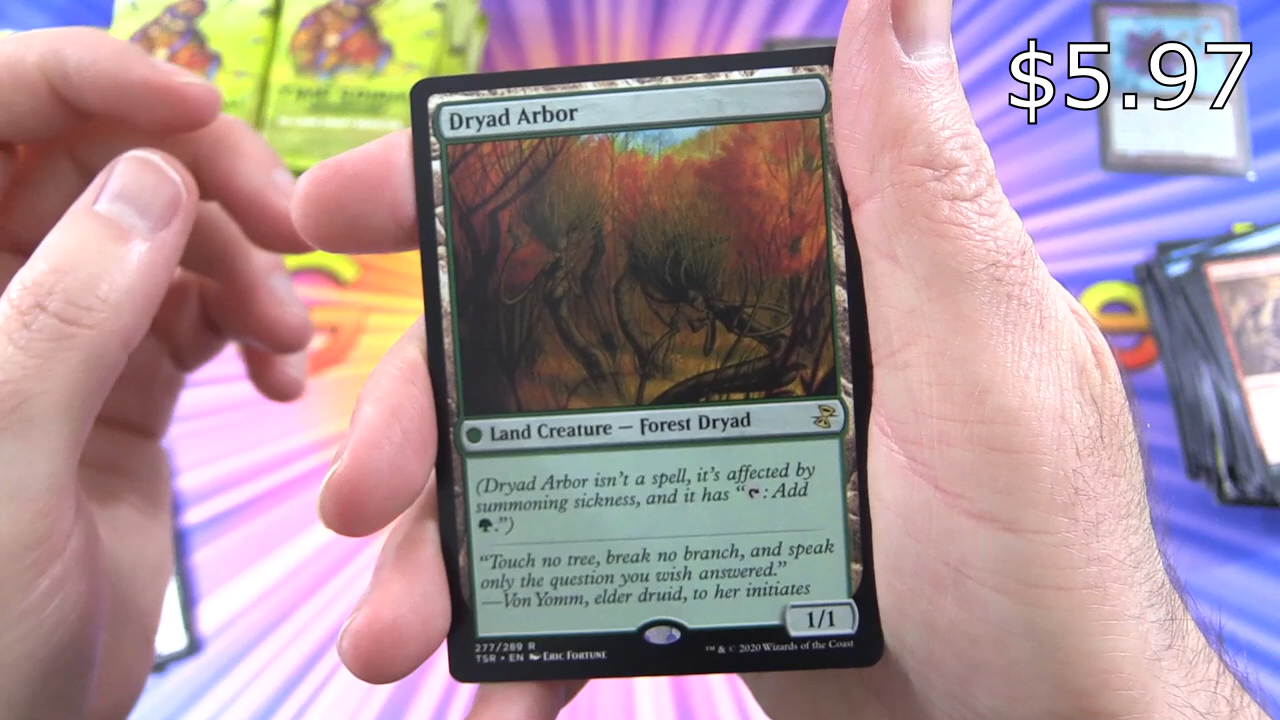 $5.97
Dryad Arbor
Land Creature — Forest Dryad
(Dryad Arbor isn't a spell, it's affected by
summoning sickness, and it has “: Add
.”)
“Touch no tree, break no branch, and speak
only the question you wish answered.”
—Von Yomm, elder druid, to her initiates
1/1
277/289 R
TSR • EN Eric Fortune
™ & © 2020 Wizards of the Coast